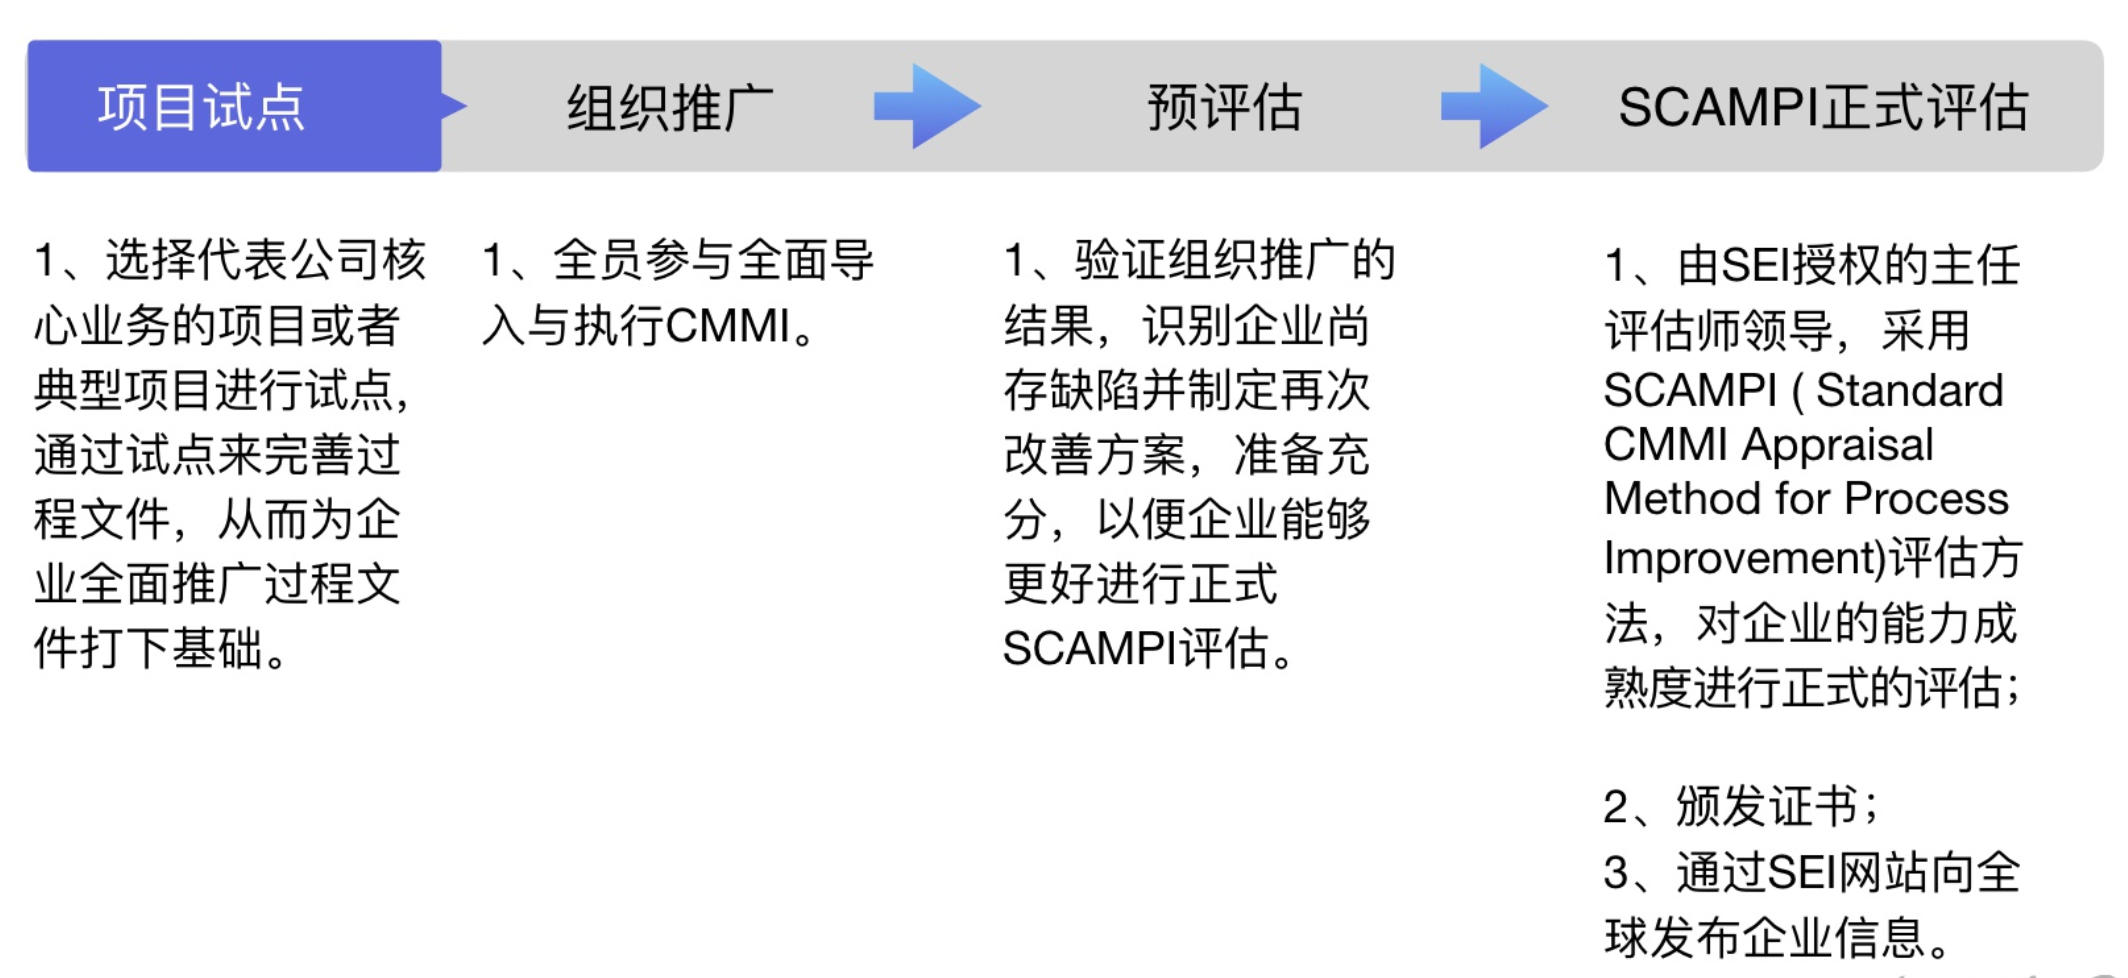 项目试点
组织推广
预评估
SCAMPI正式评估
1、选择代表公司核
心业务的项目或者
典型项目进行试点，
通过试点来完善过
程文件，从而为企
业全面推广过程文
件打下基础。
1、全员参与全面导
入与执行CMMI。
1、验证组织推广的
结果，识别企业尚
存缺陷并制定再次
改善方案，准备充
分，以便企业能够
更好进行正式
SCAMPI评估。
1、由SEI授权的主任
评估师领导，采用
SCAMPI ( Standard
CMMI Appraisal
Method for Process
Improvement)评估方
法，对企业的能力成
熟度进行正式的评估；
2、颁发证书；
3、通过SEI网站向全
球发布企业信息。